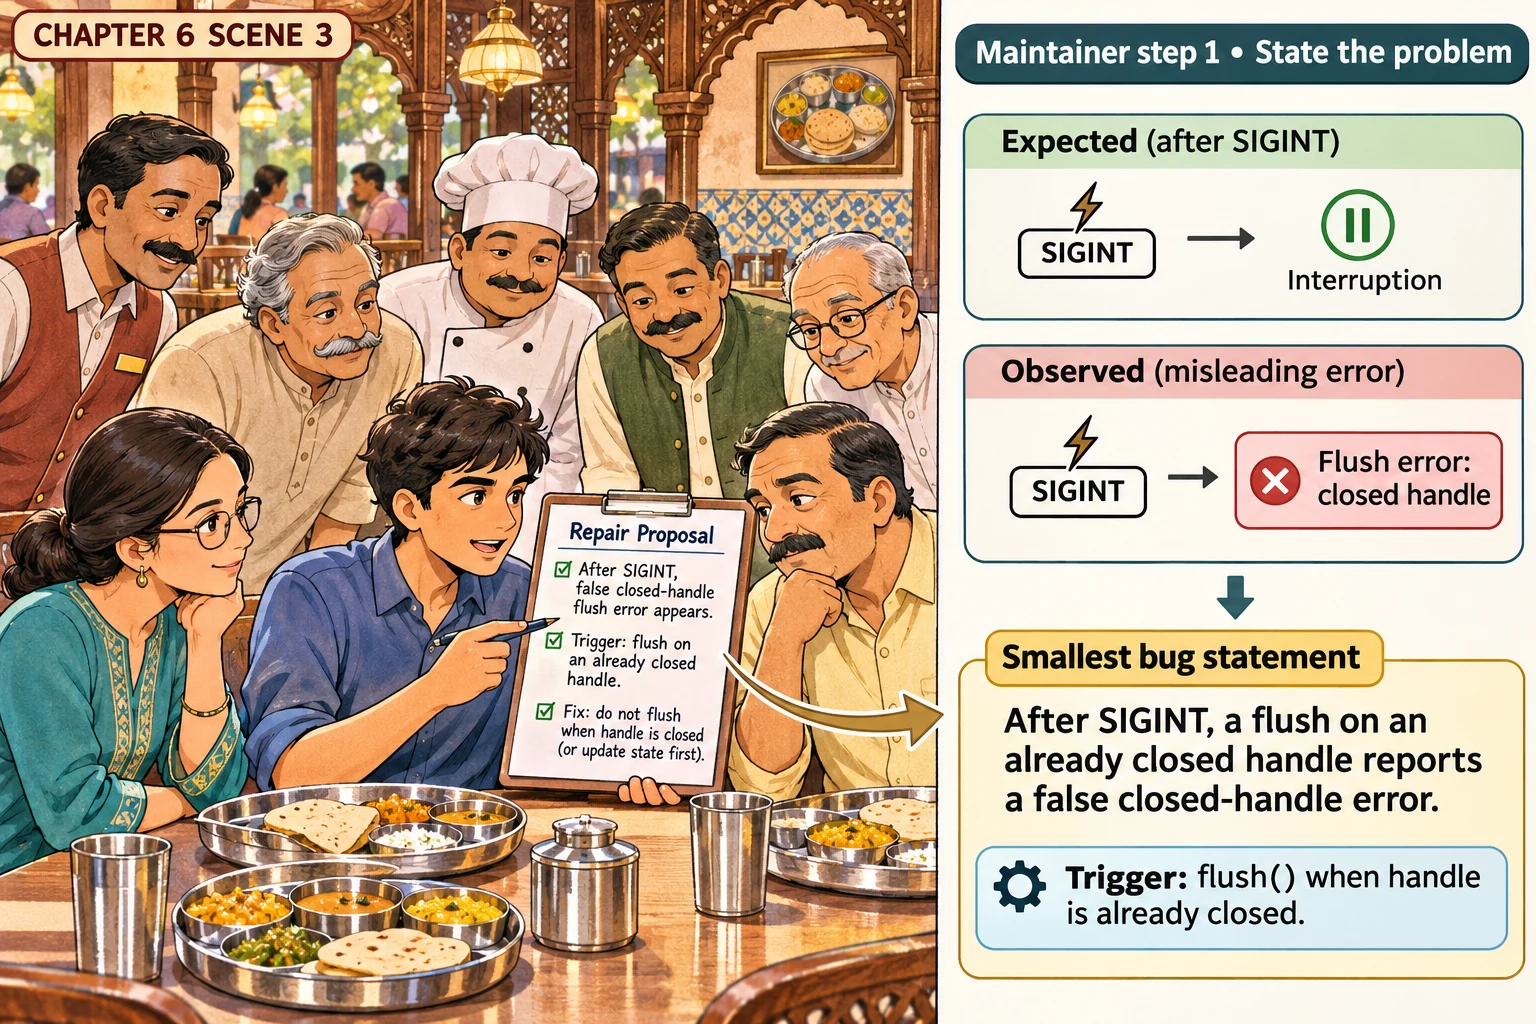 CHAPTER 6 SCENE 3
Repair Proposal
After SIGINT,
false closed-handle
flush error appears.
Trigger: flush on
an already closed
handle.
Fix: do not flush
when handle is closed
(or update state first).
Maintainer step 1 • State the problem
Expected (after SIGINT)
SIGINT
Interruption
Observed (misleading error)
SIGINT
Flush error:
closed handle
Smallest bug statement
After SIGINT, a flush on an
already closed handle reports
a false closed-handle error.
Trigger: flush() when handle
is already closed.